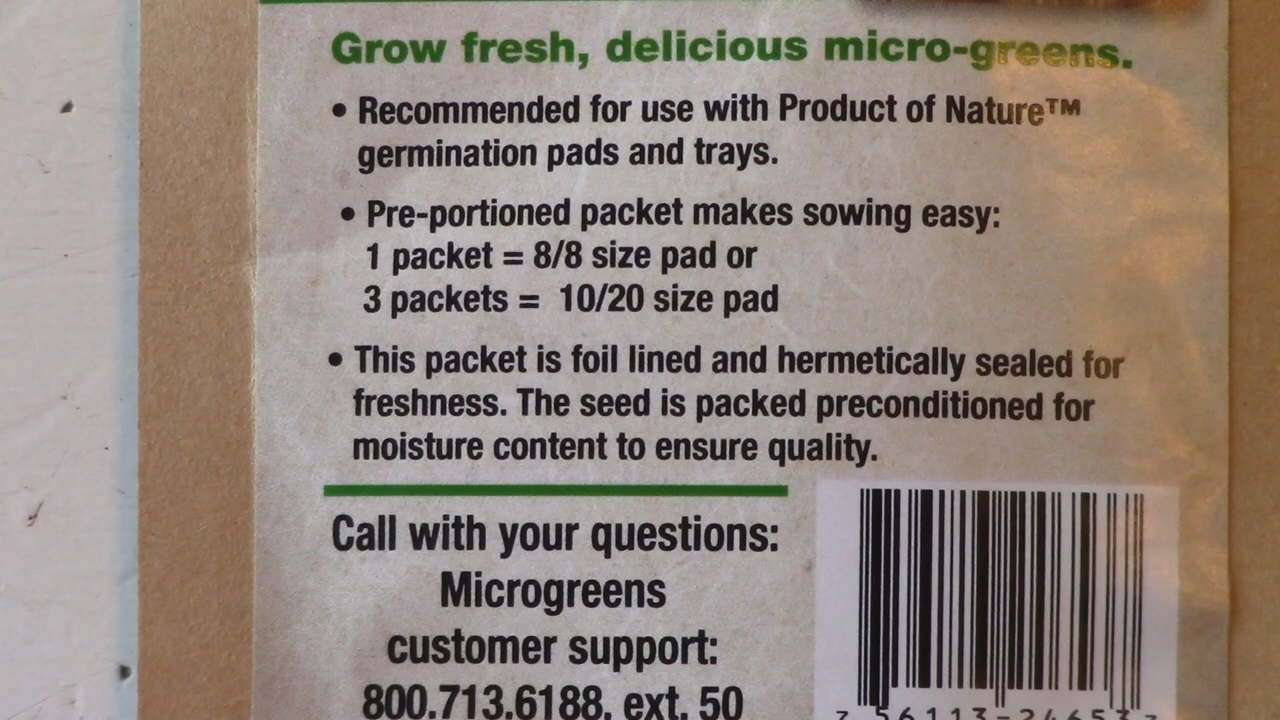 Grow fresh, delicious micro-greens.
• Recommended for use with Product of Nature™
germination pads and trays.
• Pre-portioned packet makes sowing easy:
1 packet = 8/8 size pad or
3 packets = 10/20 size pad
• This packet is foil lined and hermetically sealed for
freshness. The seed is packed preconditioned for
moisture content to ensure quality.
Call with your questions:
Microgreens
customer support:
800.713.6188, ext. 50